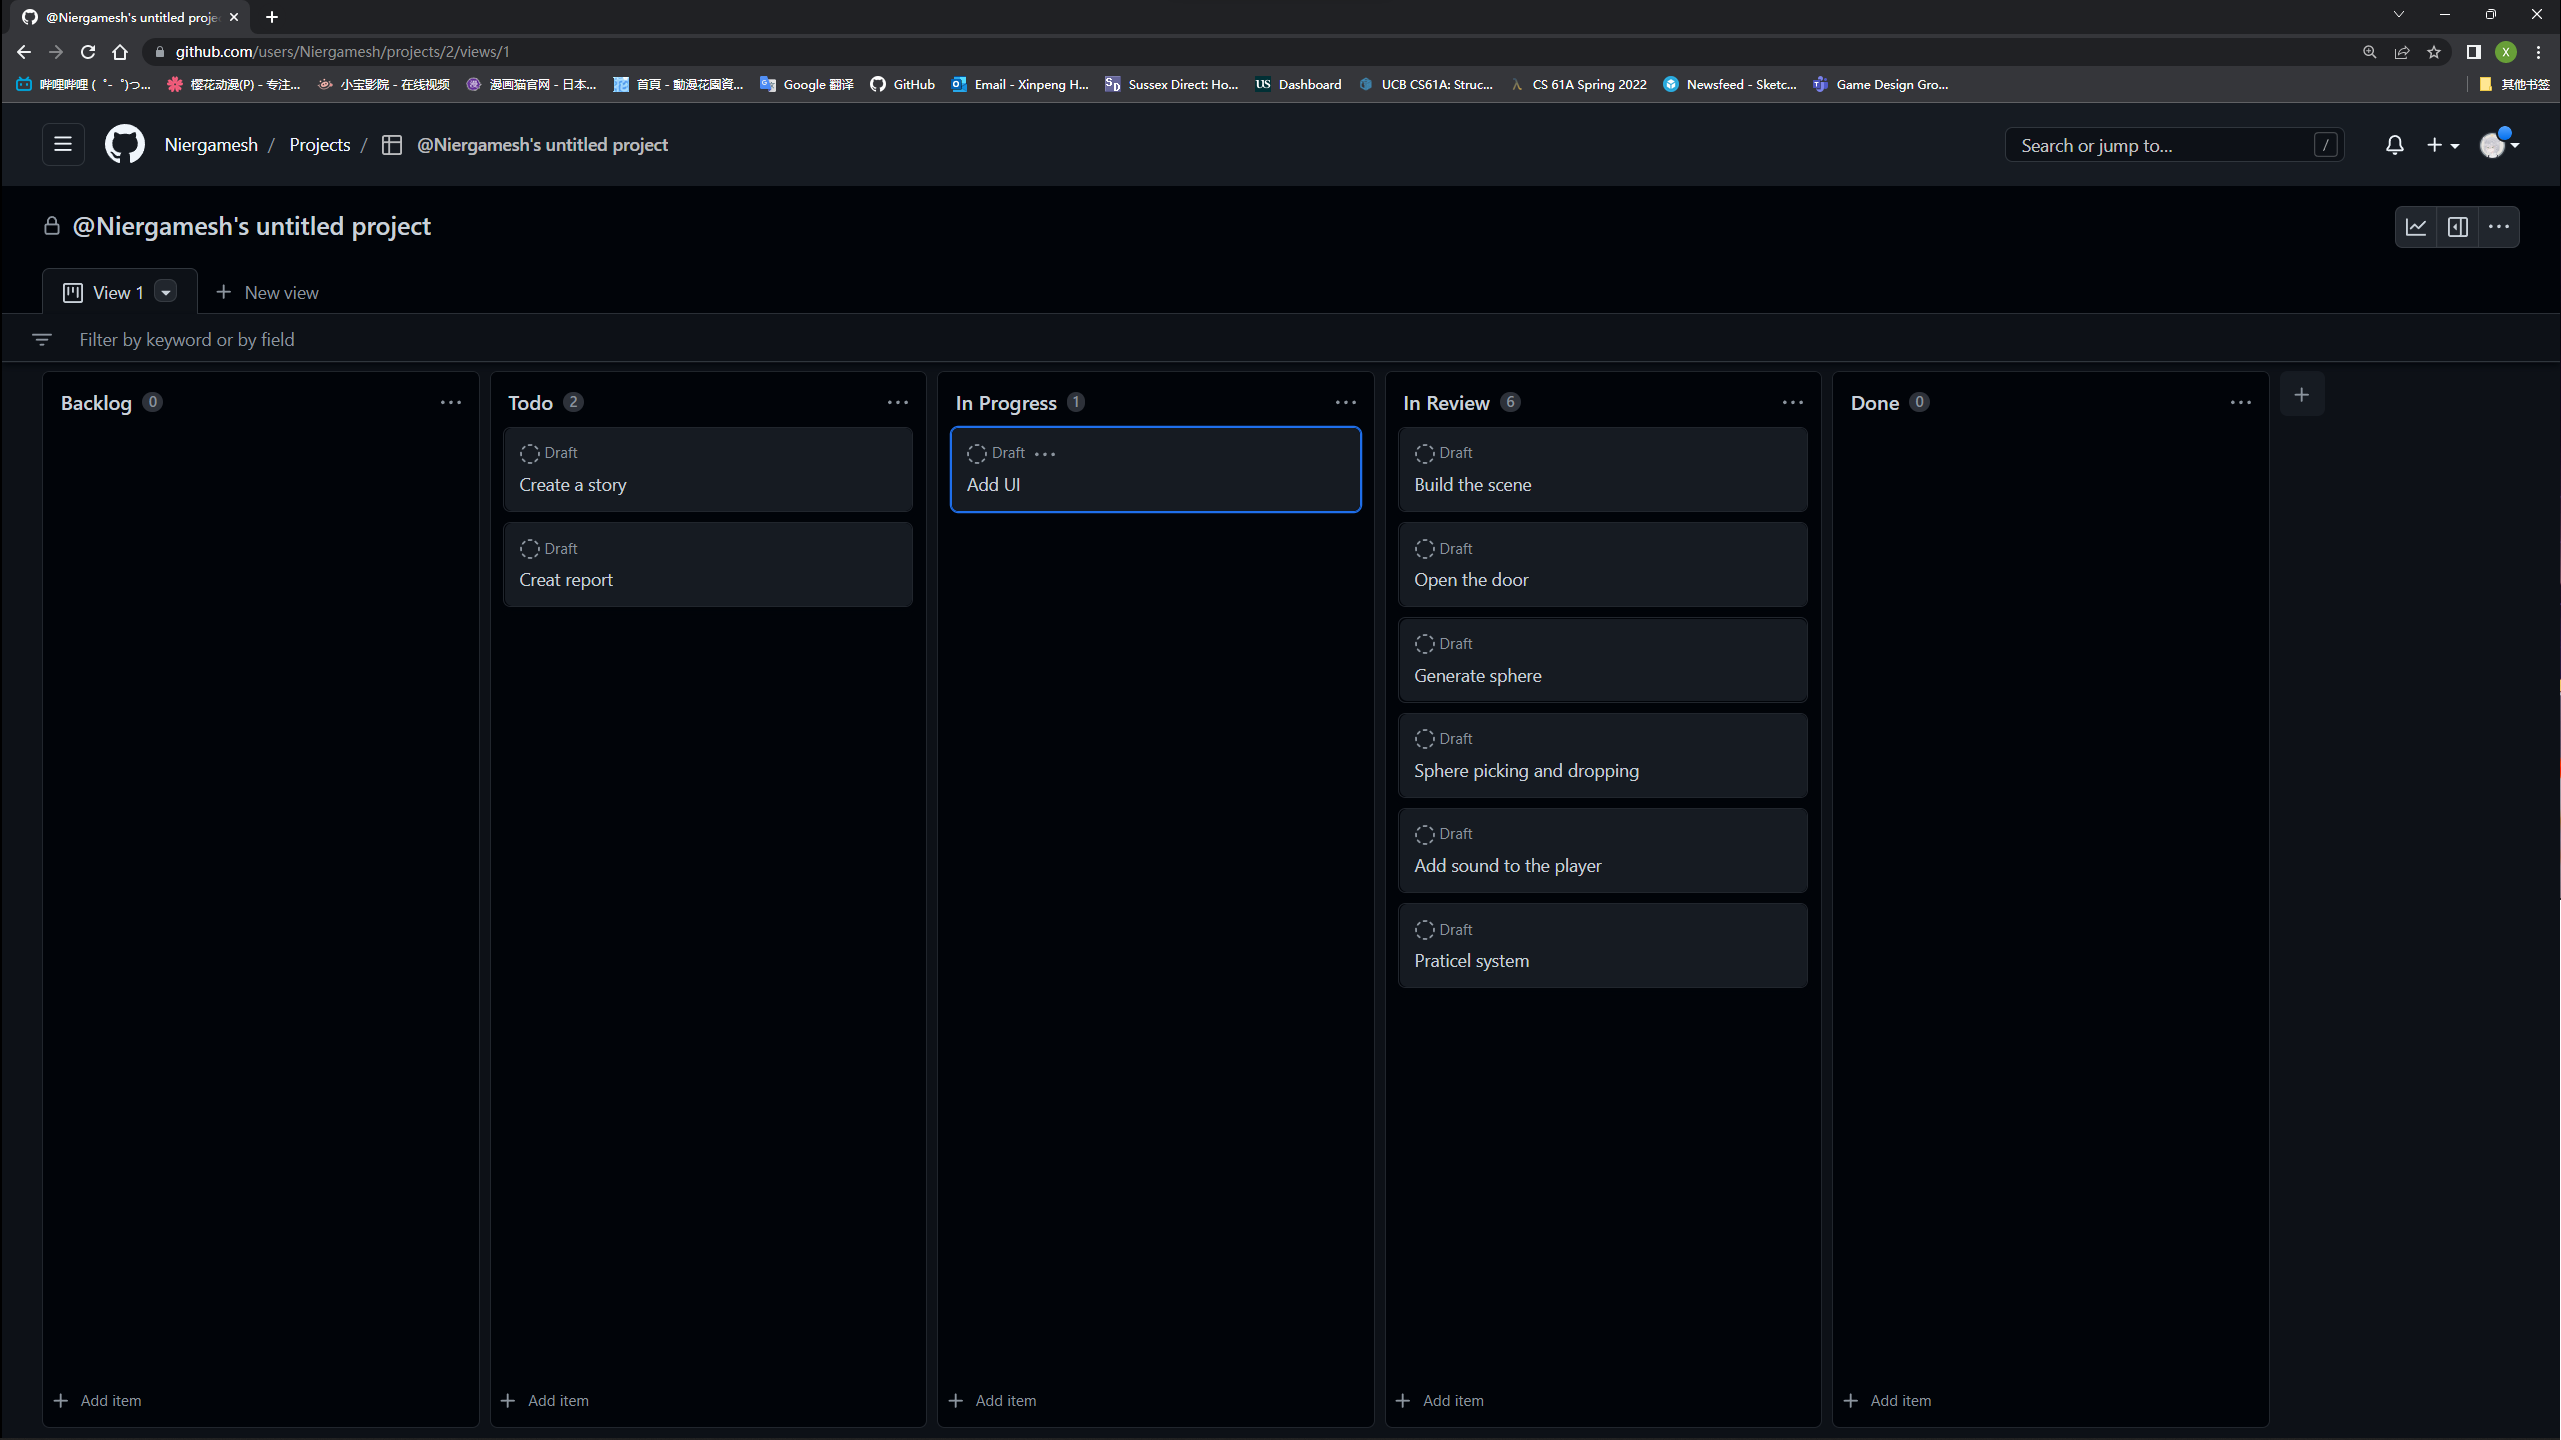 @Niergamesh's untitled proje
github.com/users/Niergamesh/projects/2/views/1
X
哔哩哔哩 (゜-゜)つ...
樱花动漫(P) - 专注...
小宝影院 - 在线视频
漫画猫官网 - 日本...
首頁 - 動漫花園資...
Google 翻译
GitHub
Email - Xinpeng H...
Sussex Direct: Ho...
US Dashboard
UCB CS61A: Struc...
CS 61A Spring 2022
Newsfeed - Sketc...
Game Design Gro...
其他书签
Niergamesh / Projects / @Niergamesh's untitled project
Search or jump to... /
@Niergamesh's untitled project
View 1
New view
Filter by keyword or by field
Backlog 0
Add item
Todo 2
Draft
Create a story
Draft
Creat report
Add item
In Progress 1
Draft ...
Add UI
Add item
In Review 6
Draft
Build the scene
Draft
Open the door
Draft
Generate sphere
Draft
Sphere picking and dropping
Draft
Add sound to the player
Draft
Praticel system
Add item
Done 0
Add item